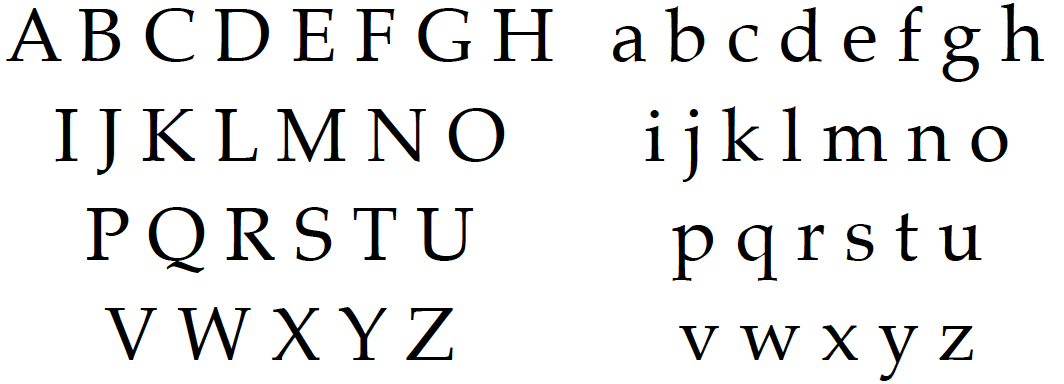 A B C D E F G H a b c d e f g h
I J K L M N O i j k l m n o
P Q R S T U p q r s t u
V W X Y Z v w x y z